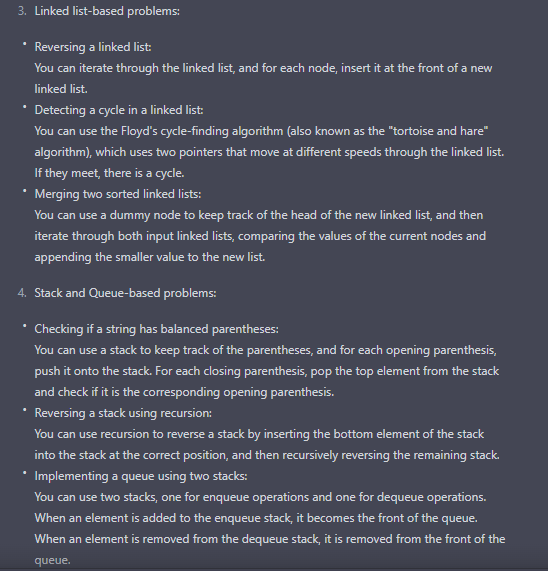 3. Linked list-based problems:
• Reversing a linked list:
You can iterate through the linked list, and for each node, insert it at the front of a new
linked list.
• Detecting a cycle in a linked list:
You can use the Floyd's cycle-finding algorithm (also known as the "tortoise and hare"
algorithm), which uses two pointers that move at different speeds through the linked list.
If they meet, there is a cycle.
• Merging two sorted linked lists:
You can use a dummy node to keep track of the head of the new linked list, and then
iterate through both input linked lists, comparing the values of the current nodes and
appending the smaller value to the new list.
4. Stack and Queue-based problems:
• Checking if a string has balanced parentheses:
You can use a stack to keep track of the parentheses, and for each opening parenthesis,
push it onto the stack. For each closing parenthesis, pop the top element from the stack
and check if it is the corresponding opening parenthesis.
• Reversing a stack using recursion:
You can use recursion to reverse a stack by inserting the bottom element of the stack
into the stack at the correct position, and then recursively reversing the remaining stack.
• Implementing a queue using two stacks:
You can use two stacks, one for enqueue operations and one for dequeue operations.
When an element is added to the enqueue stack, it becomes the front of the queue.
When an element is removed from the dequeue stack, it is removed from the front of the
queue.